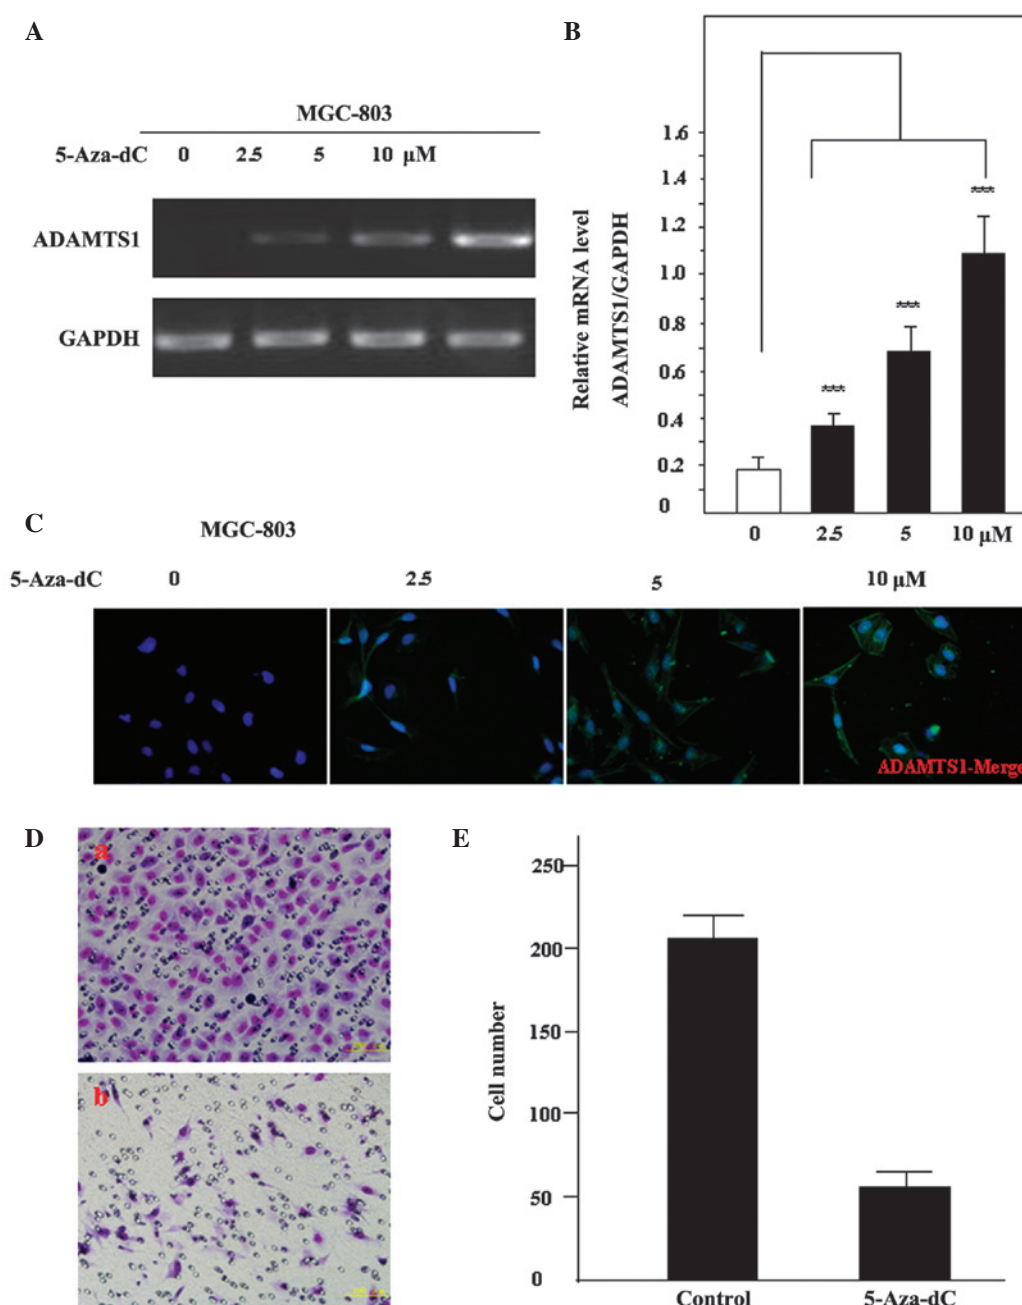 A
MGC-803
5-Aza-dC 0 2.5 5 10 µM
ADAMTS1
GAPDH
B
Relative mRNA level
ADAMTS1/GAPDH
1.6
1.4
1.2
1.0
0.8
0.6
0.4
0.2
0
***
***
***
0 2.5 5 10 µM
C
MGC-803
5-Aza-dC 0 2.5 5 10 µM
ADAMTS1-Merge
D
a
b
E
Cell number
250
200
150
100
50
0
Control 5-Aza-dC